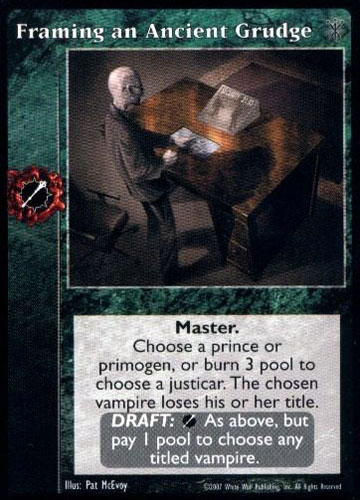 Framing an Ancient Grudge
Master.
Choose a prince or
primogen, or burn 3 pool to
choose a justicar. The chosen
vampire loses his or her title.
DRAFT: As above, but
pay 1 pool to choose any
titled vampire.
Illus: Pat McEvoy ©2007 White Wolf Publishing, Inc. All Rights Reserved